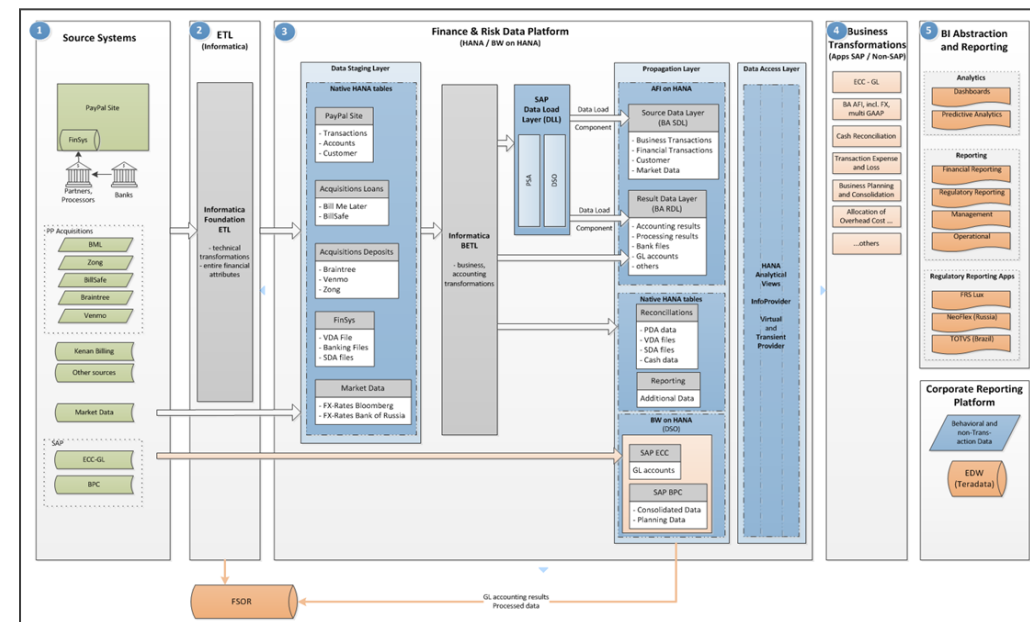 1
Source Systems
PayPal Site
FinSys
Partners,
Processors
Banks
PP Acquisitions
BML
Zong
BillSafe
Braintree
Venmo
Kenan Billing
Other sources
Market Data
SAP
ECC-GL
BPC
2
ETL
(Informatica)
Informatica
Foundation
ETL
- technical
transformations
- entire financial
attributes
3
Finance & Risk Data Platform
(HANA / BW on HANA)
Data Staging Layer
Native HANA tables
PayPal Site
- Transactions
- Accounts
- Customer
Acquisitions Loans
- Bill Me Later
- BillSafe
Acquisitions Deposits
- Braintree
- Venmo
- Zong
FinSys
- VDA File
- Banking Files
- SDA files
Market Data
- FX-Rates Bloomberg
- FX-Rates Bank of Russia
Informatica
BETL
- business,
accounting
transformations
SAP
Data Load
Layer (DLL)
PSA
DSO
Data Load
Component
Data Load
Component
Propagation Layer
AFI on HANA
Source Data Layer
(BA SDL)
- Business Transactions
- Financial Transactions
- Customer
- Market Data
Result Data Layer
(BA RDL)
- Accounting results
- Processing results
- Bank files
- GL accounts
- others
Native HANA tables
Reconcillations
- PDA data
- VDA files
- SDA files
- Cash data
Reporting
Additional Data
BW on HANA
(DSO)
SAP ECC
GL accounts
SAP BPC
- Consolidated Data
- Planning Data
Data Access Layer
HANA
Analytical
Views
InfoProvider
Virtual
and
Transient
Provider
4
Business
Transformations
(Apps SAP / Non-SAP)
ECC - GL
BA AFI, incl. FX,
multi GAAP
Cash Reconciliation
Transaction Expense
and Loss
Business Planning
and Consolidation
Allocation of
Overhead Cost ...
...others
5
BI Abstraction
and Reporting
Analytics
Dashboards
Predictive Analytics
Reporting
Financial Reporting
Regulatory Reporting
Management
Operational
Regulatory Reporting Apps
FRS Lux
NeoFlex (Russia)
TOTVS (Brazil)
Corporate Reporting
Platform
Behavioral and
non-Trans-
action Data
EDW
(Teradata)
FSOR
GL accounting results
Processed data